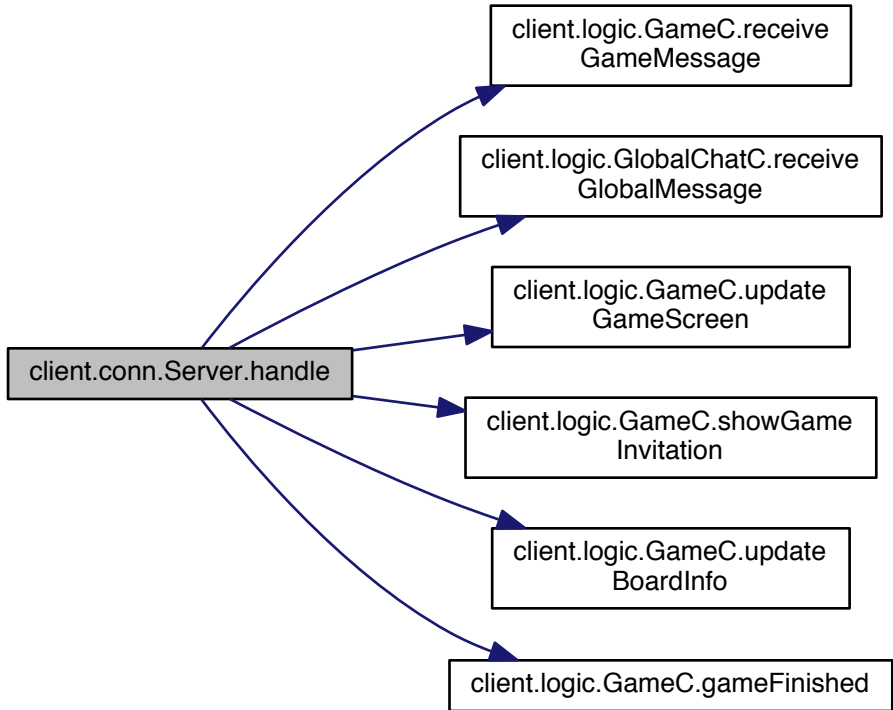 client.logic.GameC.receive
GameMessage
client.logic.GlobalChatC.receive
GlobalMessage
client.logic.GameC.update
GameScreen
client.conn.Server.handle
client.logic.GameC.showGame
Invitation
client.logic.GameC.update
BoardInfo
client.logic.GameC.gameFinished